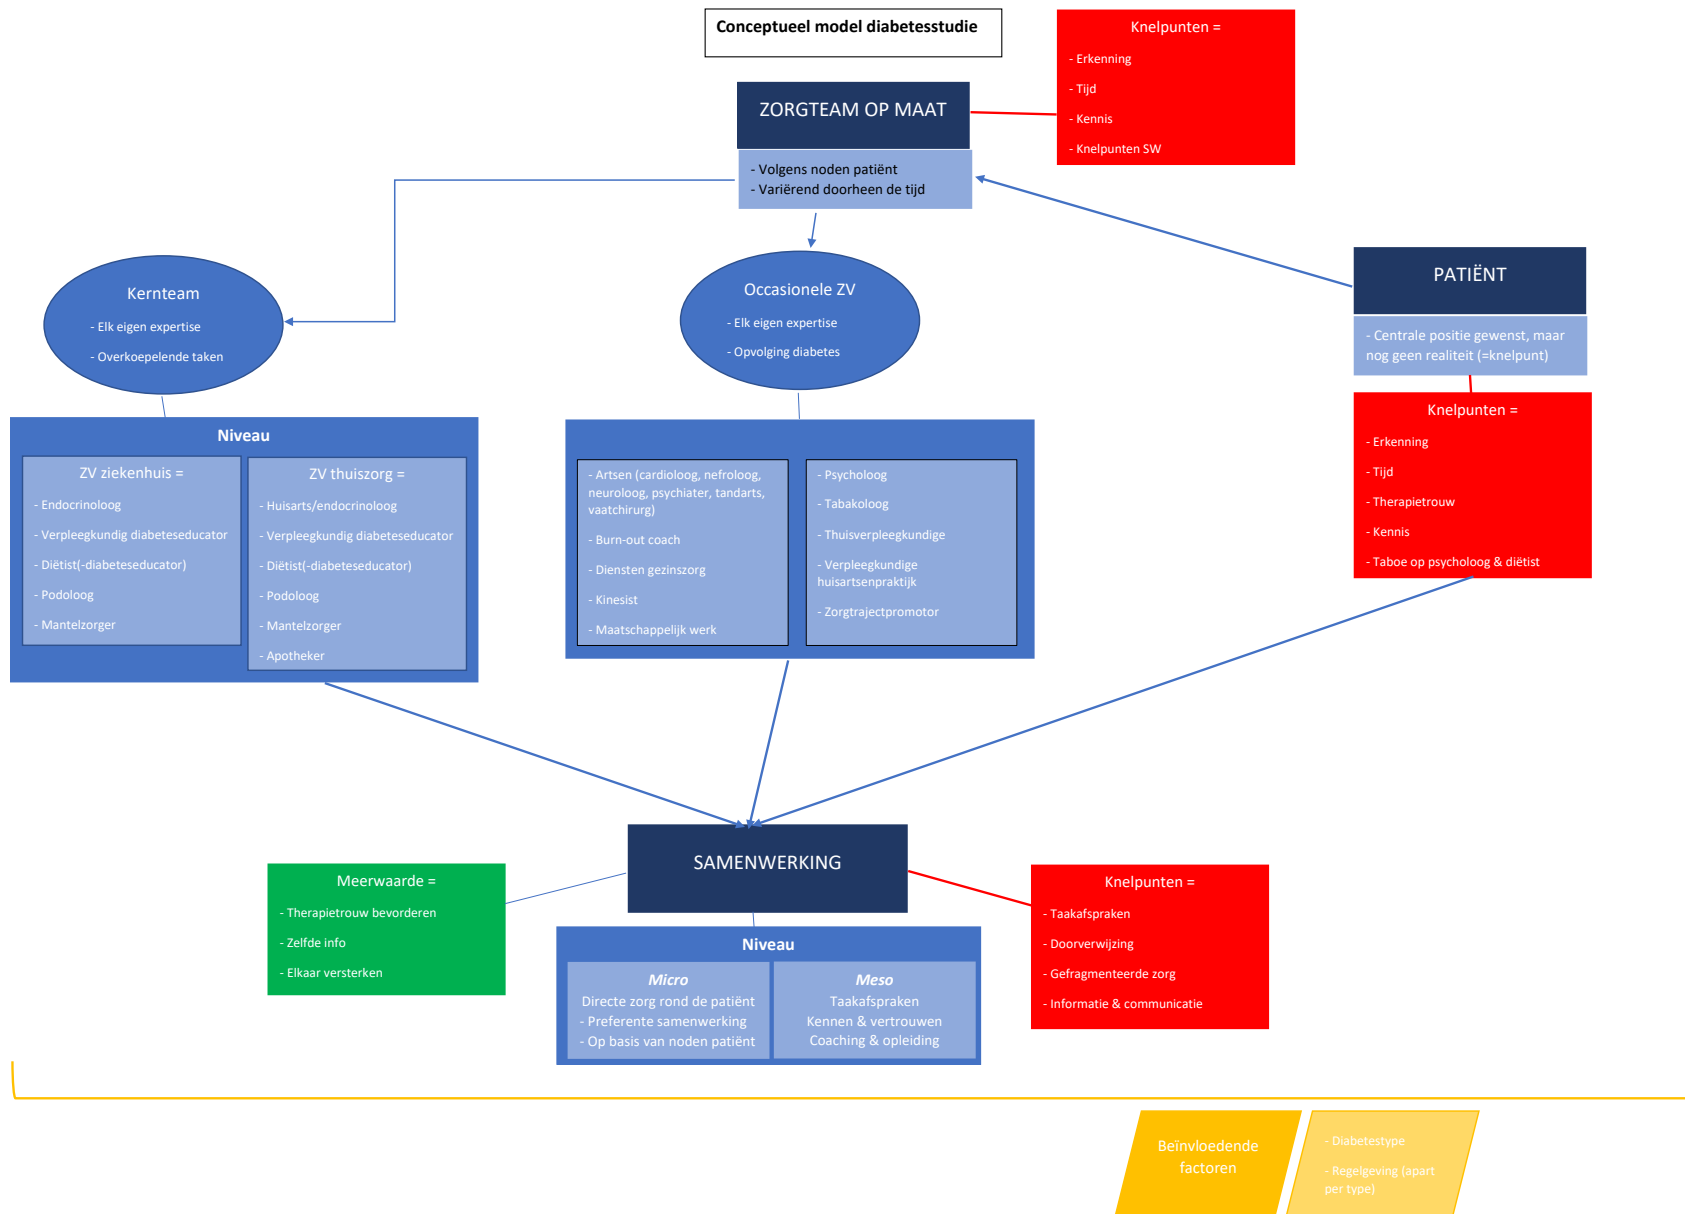 Conceptueel model diabetesstudie
Knelpunten =
- Erkenning
- Tijd
- Kennis
- Knelpunten SW
ZORGTEAM OP MAAT
- Volgens noden patiënt
- Variërend doorheen de tijd
PATIËNT
- Centrale positie gewenst, maar
nog geen realiteit (=knelpunt)
Kernteam
- Elk eigen expertise
- Overkoepelende taken
Occasionele ZV
- Elk eigen expertise
- Opvolging diabetes
Knelpunten =
- Erkenning
- Tijd
- Therapietrouw
- Kennis
- Taboe op psycholoog & diëtist
Niveau
ZV ziekenhuis =
- Endocrinoloog
- Verpleegkundig diabeteseducator
- Diëtist(-diabeteseducator)
- Podoloog
- Mantelzorger
ZV thuiszorg =
- Huisarts/endocrinoloog
- Verpleegkundig diabeteseducator
- Diëtist(-diabeteseducator)
- Podoloog
- Mantelzorger
- Apotheker
- Artsen (cardioloog, nefroloog,
neuroloog, psychiater, tandarts,
vaatchirurg)
- Burn-out coach
- Diensten gezinszorg
- Kinesist
- Maatschappelijk werk
- Psycholoog
- Tabakoloog
- Thuisverpleegkundige
- Verpleegkundige
huisartsenpraktijk
- Zorgtrajectpromotor
SAMENWERKING
Meerwaarde =
- Therapietrouw bevorderen
- Zelfde info
- Elkaar versterken
Knelpunten =
- Taakafspraken
- Doorverwijzing
- Gefragmenteerde zorg
- Informatie & communicatie
Niveau
Micro
Directe zorg rond de patiënt
- Preferente samenwerking
- Op basis van noden patiënt
Meso
Taakafspraken
Kennen & vertrouwen
Coaching & opleiding
Beïnvloedende
factoren
- Diabetestype
- Regelgeving (apart
per type)